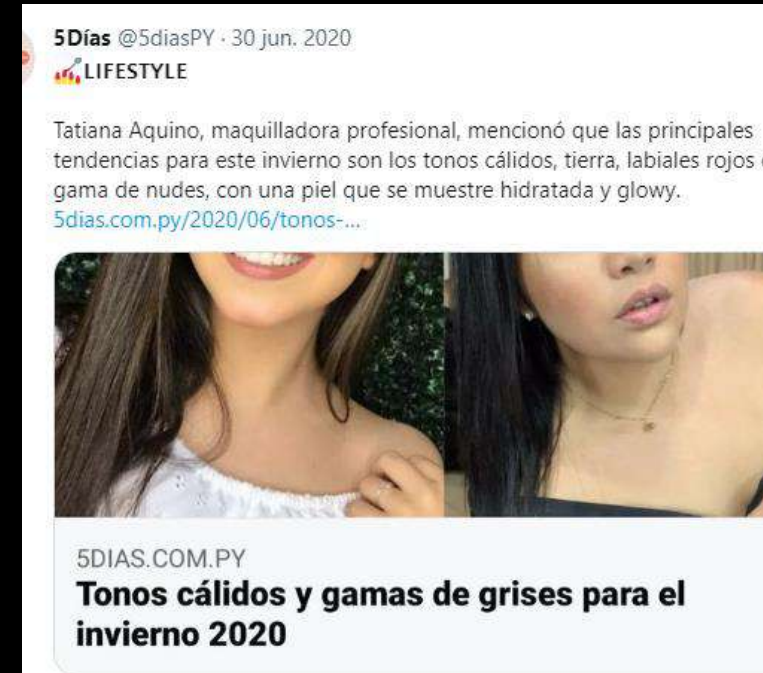 5Días @5diasPY · 30 jun. 2020
LIFESTYLE
Tatiana Aquino, maquilladora profesional, mencionó que las principales
tendencias para este invierno son los tonos cálidos, tierra, labiales rojos
gama de nudes, con una piel que se muestre hidratada y glowy.
5dias.com.py/2020/06/tonos-...
5DIAS.COM.PY
Tonos cálidos y gamas de grises para el
invierno 2020